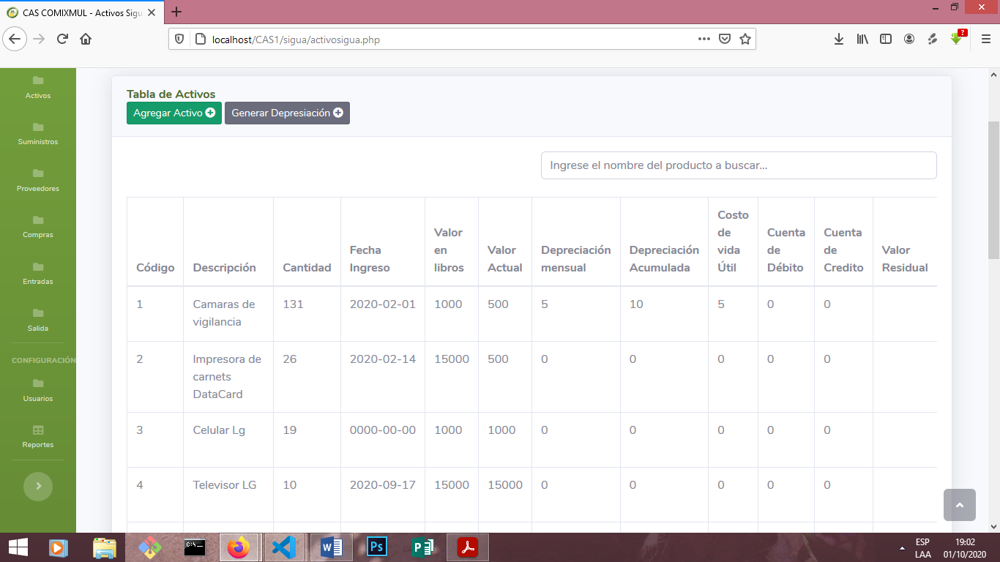 CAS COMIXMUL - Activos Sigu
localhost/CAS1/sigua/activosigua.php
?
Activos
Suministros
Proveedores
Compras
Entradas
Salida
CONFIGURACIÓN
Usuarios
Reportes
Tabla de Activos
Agregar Activo
Generar Depresiación
Ingrese el nombre del producto a buscar...
Código Descripción Cantidad Fecha Ingreso Valor en libros Valor Actual Depreciación mensual Depreciación Acumulada Costo de vida Útil Cuenta de Débito Cuenta de Credito Valor Residual
1 Camaras de vigilancia 131 2020-02-01 1000 500 5 10 5 0 0
2 Impresora de carnets DataCard 26 2020-02-14 15000 500 0 0 0 0 0
3 Celular Lg 19 0000-00-00 1000 1000 0 0 0 0 0
4 Televisor LG 10 2020-09-17 15000 15000 0 0 0 0 0
ESP 19:02
LAA 01/10/2020